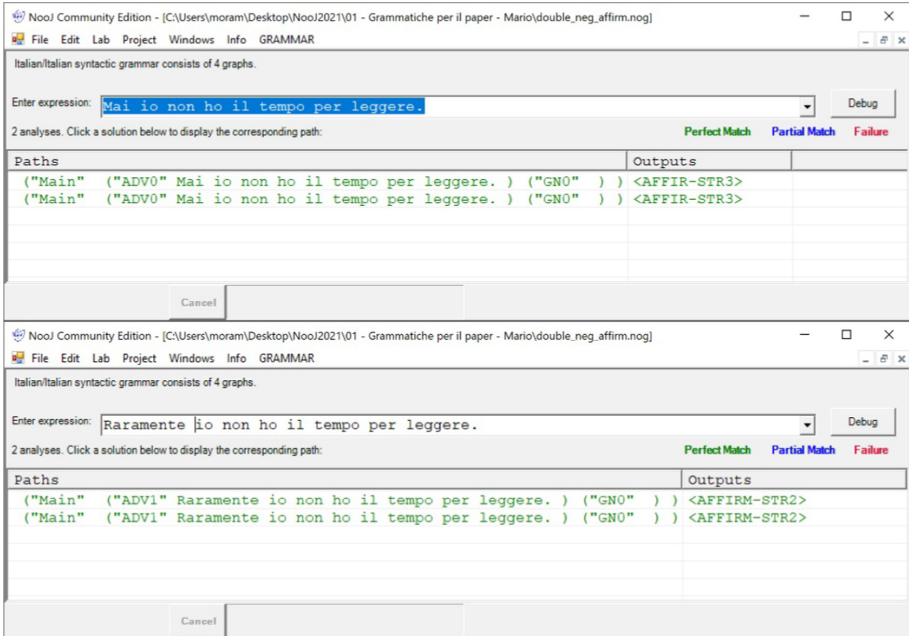 NooJ Community Edition - [C:\Users\moram\Desktop\NooJ2021\01 - Grammatiche per il paper - Mario\double_neg_affirm.nog]
File Edit Lab Project Windows Info GRAMMAR
Italian/Italian syntactic grammar consists of 4 graphs.
Enter expression: Mai io non ho il tempo per leggere. Debug
2 analyses. Click a solution below to display the corresponding path: Perfect Match Partial Match Failure
Paths Outputs
("Main" ("ADV0" Mai io non ho il tempo per leggere. ) ("GN0" ) ) <AFFIR-STR3>
("Main" ("ADV0" Mai io non ho il tempo per leggere. ) ("GN0" ) ) <AFFIR-STR3>
Cancel
NooJ Community Edition - [C:\Users\moram\Desktop\NooJ2021\01 - Grammatiche per il paper - Mario\double_neg_affirm.nog]
File Edit Lab Project Windows Info GRAMMAR
Italian/Italian syntactic grammar consists of 4 graphs.
Enter expression: Raramente io non ho il tempo per leggere. Debug
2 analyses. Click a solution below to display the corresponding path: Perfect Match Partial Match Failure
Paths Outputs
("Main" ("ADV1" Raramente io non ho il tempo per leggere. ) ("GN0" ) ) <AFFIRM-STR2>
("Main" ("ADV1" Raramente io non ho il tempo per leggere. ) ("GN0" ) ) <AFFIRM-STR2>
Cancel